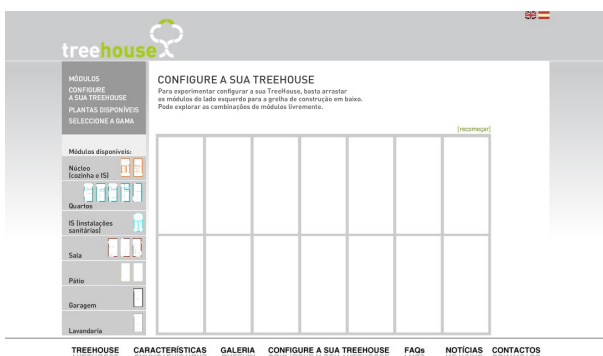 treehouse
MÓDULOS
CONFIGURE
A SUA TREEHOUSE
PLANTAS DISPONÍVEIS
SELECCIONE A GAMA
CONFIGURE A SUA TREEHOUSE
Para experimentar configurar a sua TreeHouse, basta arrastar
os módulos do lado esquerdo para a grelha de construção em baixo.
Pode explorar as combinações de módulos livremente.
[recomeçar]
Módulos disponíveis:
Núcleo
(cozinha e IS)
Quartos
IS (instalações
sanitárias)
Sala
Pátio
Garagem
Lavandaria
TREEHOUSE CARACTERÍSTICAS GALERIA CONFIGURE A SUA TREEHOUSE FAQs NOTÍCIAS CONTACTOS